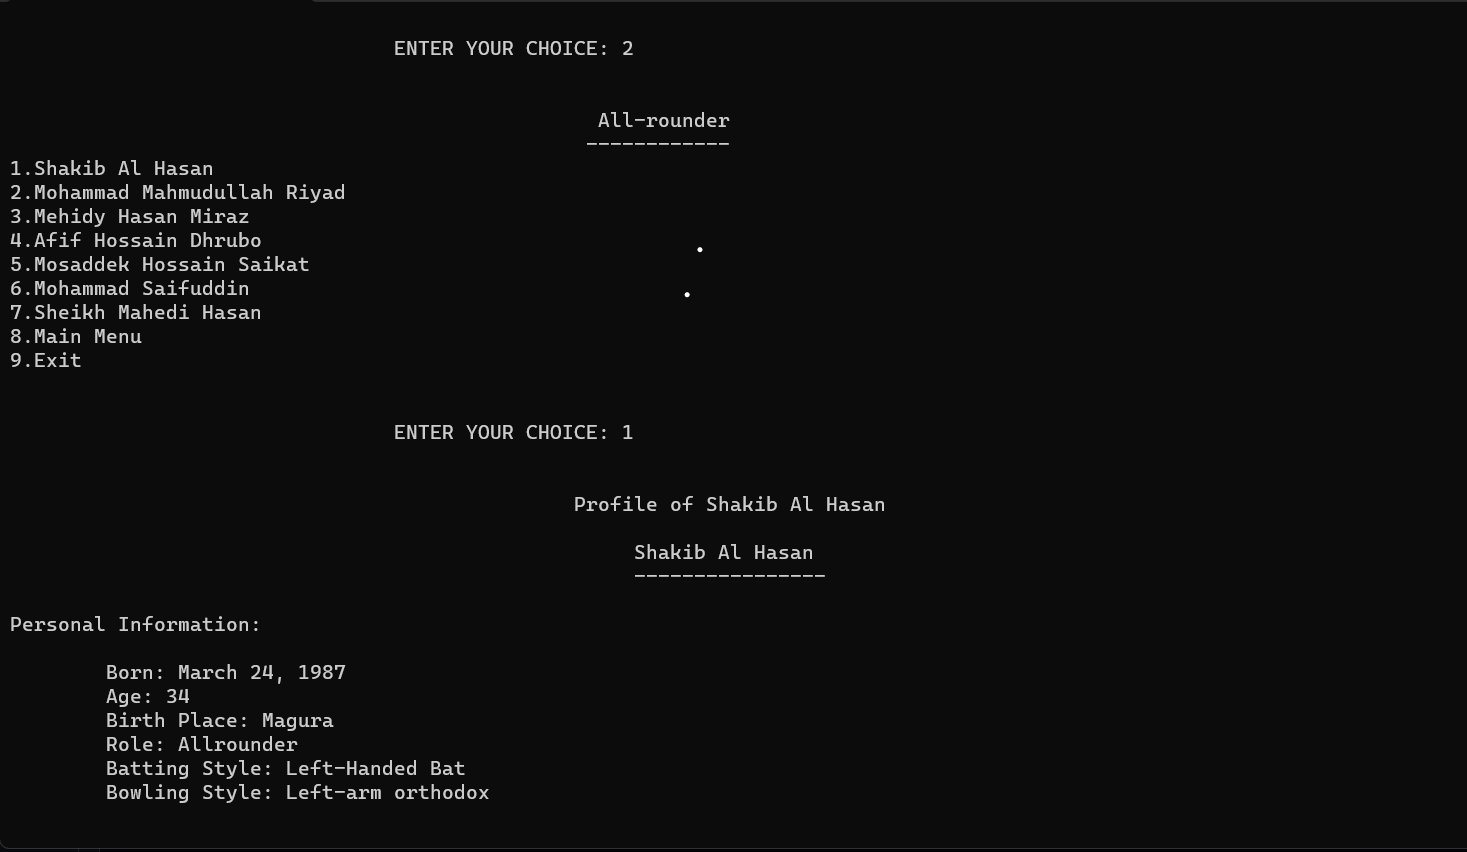 ENTER YOUR CHOICE: 2
All-rounder
------------
1.Shakib Al Hasan
2.Mohammad Mahmudullah Riyad
3.Mehidy Hasan Miraz
4.Afif Hossain Dhrubo
5.Mosaddek Hossain Saikat
6.Mohammad Saifuddin
7.Sheikh Mahedi Hasan
8.Main Menu
9.Exit
ENTER YOUR CHOICE: 1
Profile of Shakib Al Hasan
Shakib Al Hasan
----------------
Personal Information:
Born: March 24, 1987
Age: 34
Birth Place: Magura
Role: Allrounder
Batting Style: Left-Handed Bat
Bowling Style: Left-arm orthodox